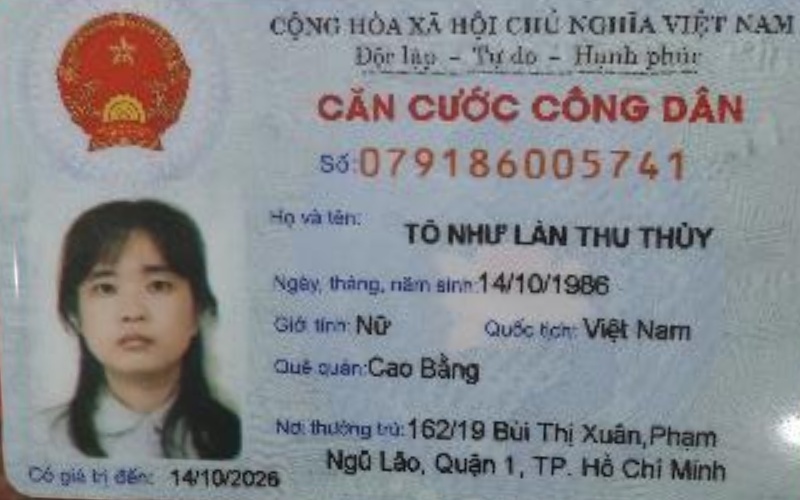 CỘNG HÒA XÃ HỘI CHỦ NGHĨA VIỆT NAM
Độc lập - Tự do - Hạnh phúc
CĂN CƯỚC CÔNG DÂN
Số: 079186005741
Họ và tên:
TÔ NHƯ LÀN THU THỦY
Ngày, tháng, năm sinh: 14/10/1986
Giới tính: Nữ Quốc tịch: Việt Nam
Quê quán: Cao Bằng
Nơi thường trú: 162/19 Bùi Thị Xuân,Phạm
Ngũ Lão, Quận 1, TP. Hồ Chí Minh
Có giá trị đến: 14/10/2026